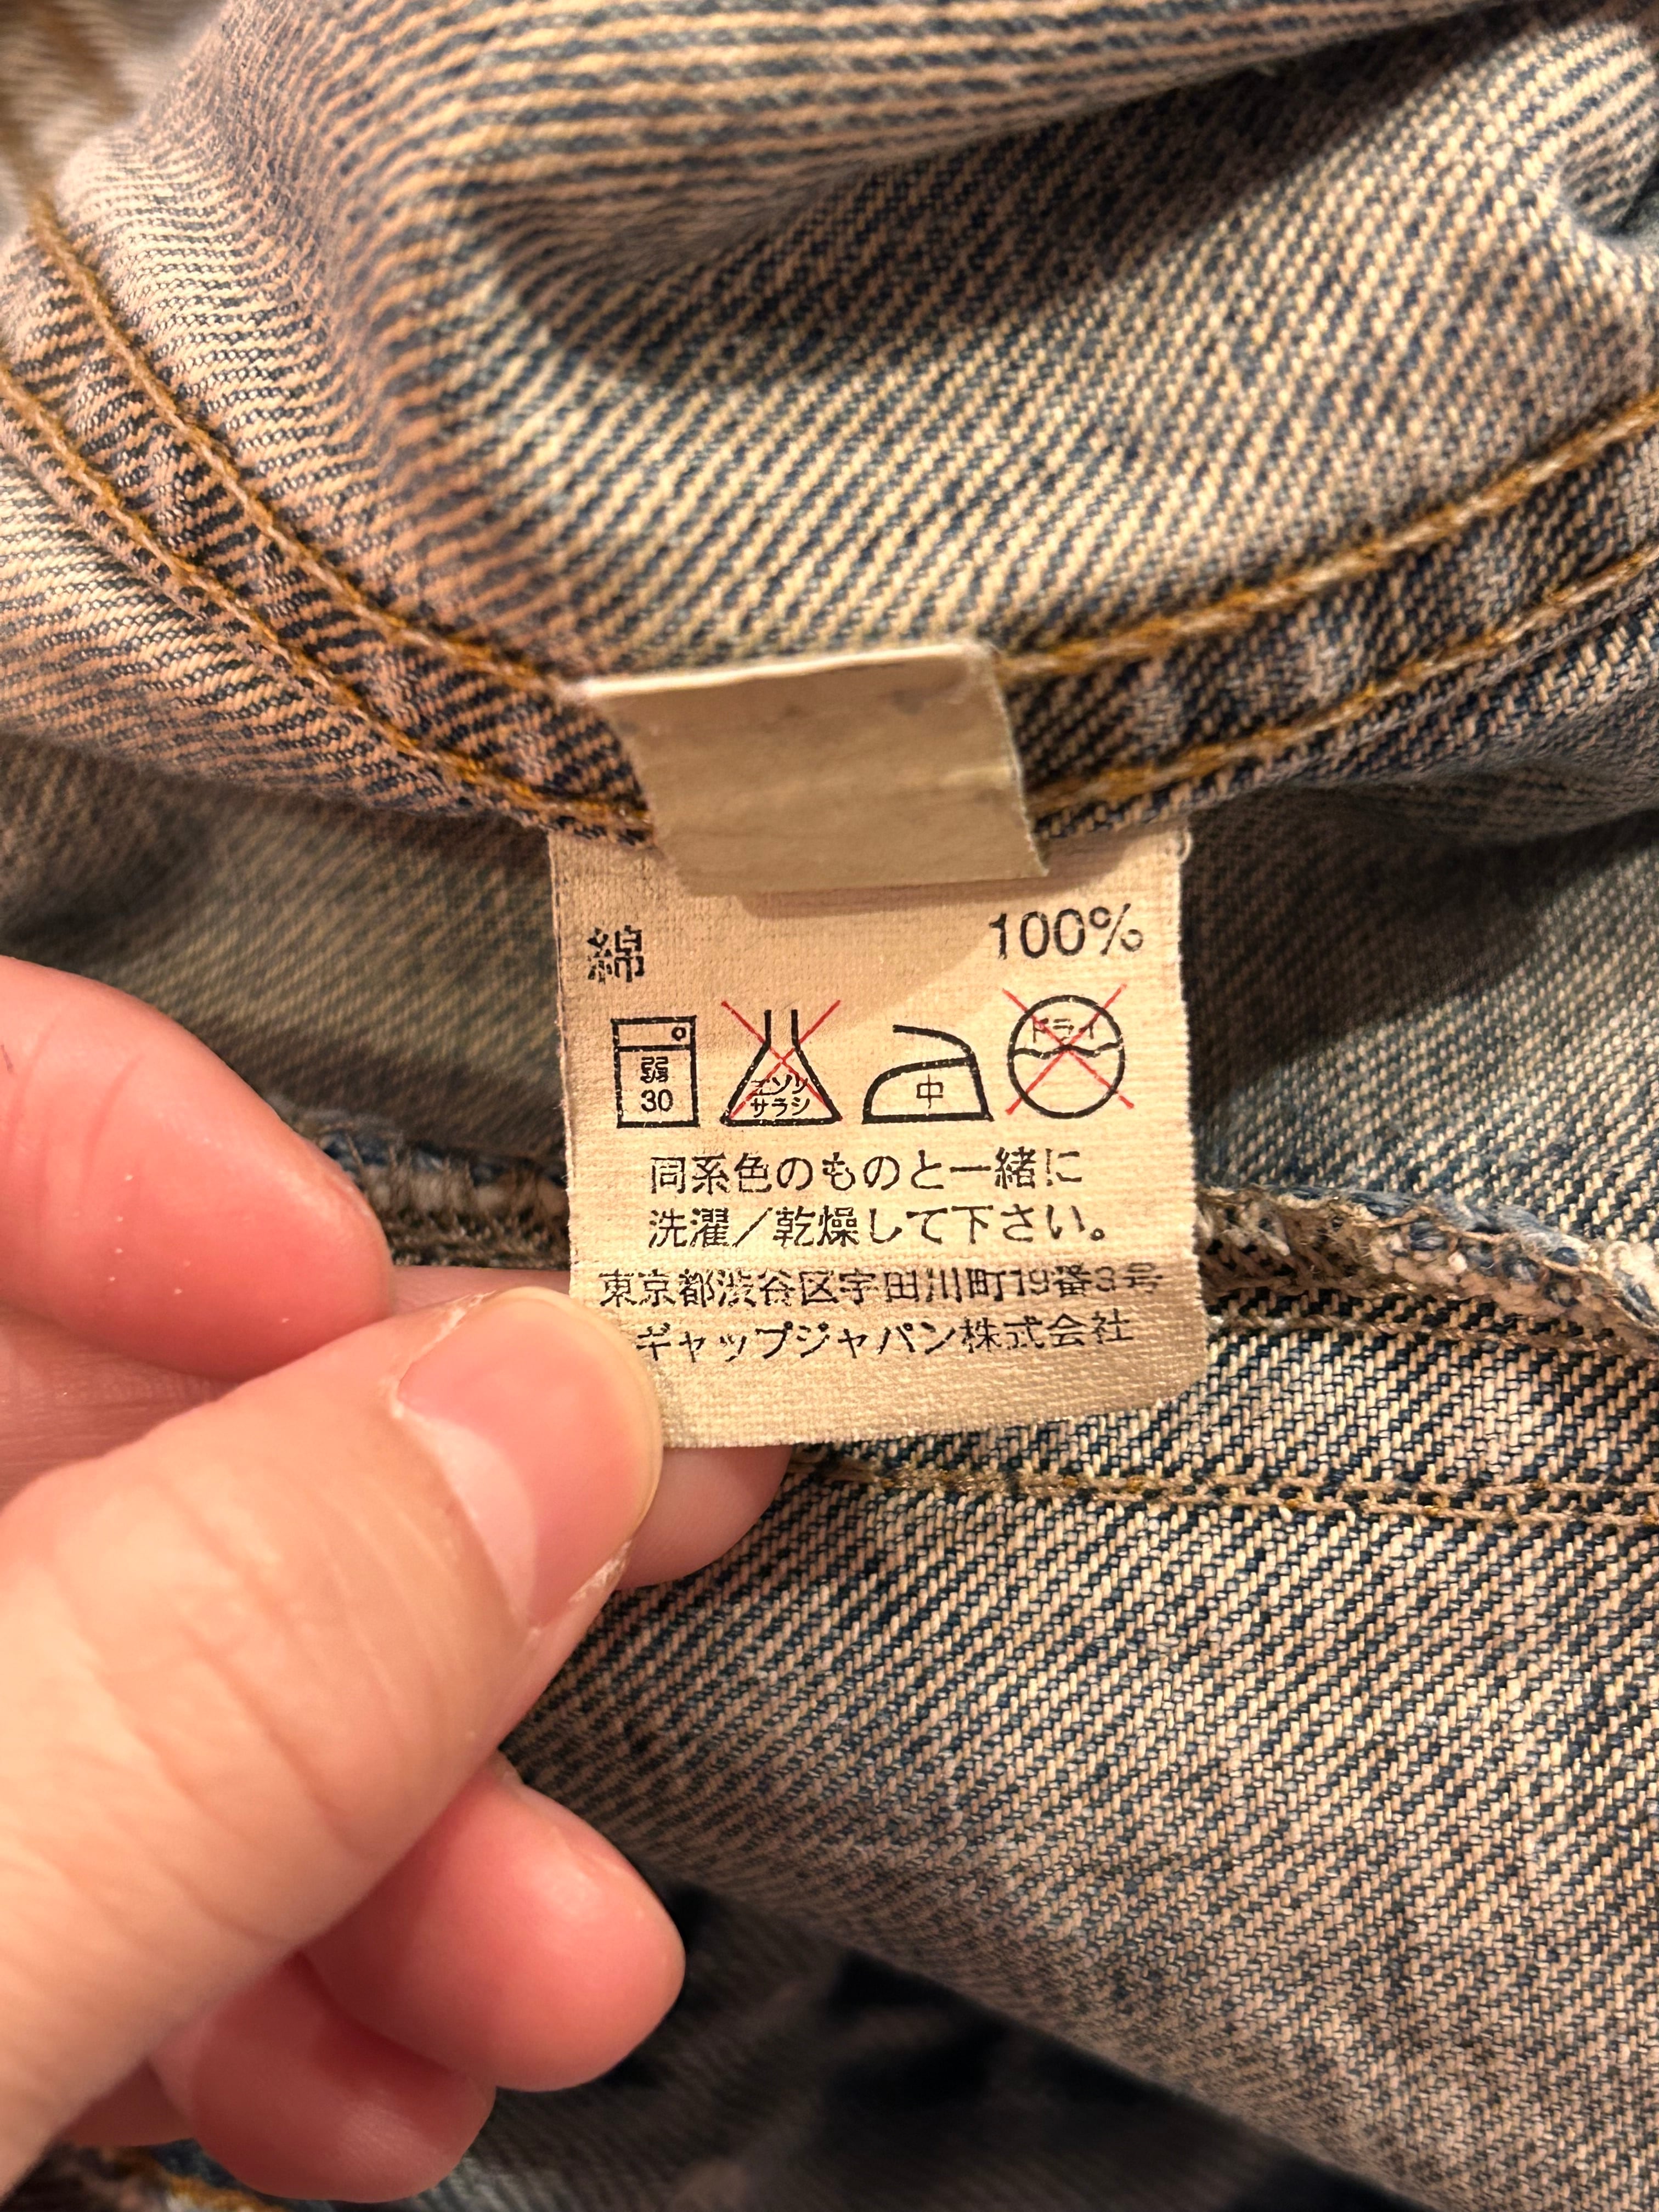 綿 100%
弱 30 エンソ サラシ 中 ドライ
同系色のものと一緒に
洗濯／乾燥して下さい。
東京都渋谷区宇田川町19番3号
ギャップジャパン株式会社